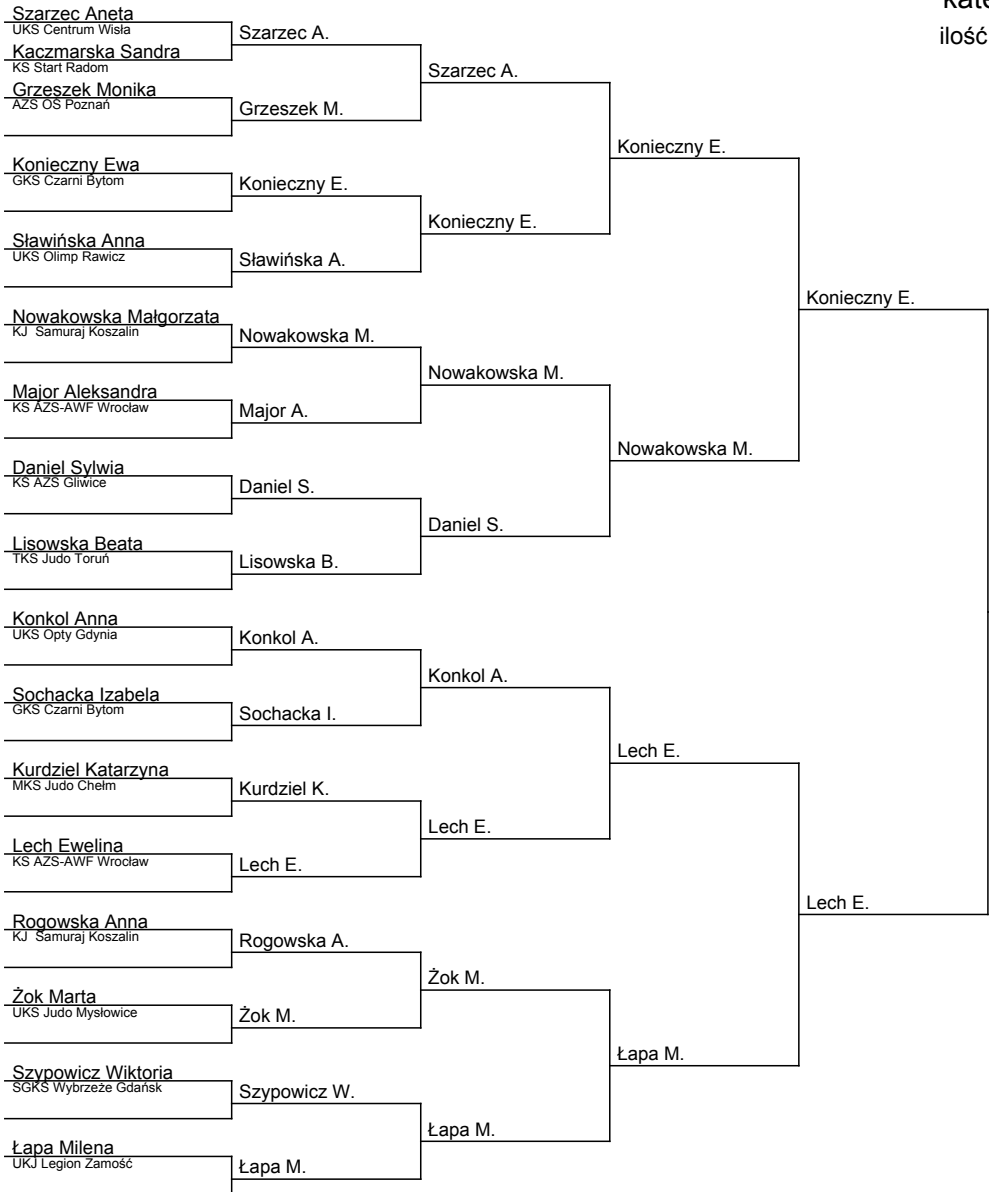 Szarzec Aneta
UKS Centrum Wisła
Kaczmarska Sandra
KS Start Radom
Grzeszek Monika
AZS OŚ Poznań
Konieczny Ewa
GKS Czarni Bytom
Sławińska Anna
UKS Olimp Rawicz
Nowakowska Małgorzata
KJ Samuraj Koszalin
Major Aleksandra
KS AZS-AWF Wrocław
Daniel Sylwia
KS AZS Gliwice
Lisowska Beata
TKS Judo Toruń
Konkol Anna
UKS Opty Gdynia
Sochacka Izabela
GKS Czarni Bytom
Kurdziel Katarzyna
MKS Judo Chełm
Lech Ewelina
KS AZS-AWF Wrocław
Rogowska Anna
KJ Samuraj Koszalin
Żok Marta
UKS Judo Mysłowice
Szypowicz Wiktoria
SGKS Wybrzeże Gdańsk
Łapa Milena
UKJ Legion Zamość
Szarzec A.
Grzeszek M.
Konieczny E.
Sławińska A.
Nowakowska M.
Major A.
Daniel S.
Lisowska B.
Konkol A.
Sochacka I.
Kurdziel K.
Lech E.
Rogowska A.
Żok M.
Szypowicz W.
Łapa M.
Szarzec A.
Konieczny E.
Nowakowska M.
Daniel S.
Konkol A.
Lech E.
Żok M.
Łapa M.
Konieczny E.
Nowakowska M.
Lech E.
Łapa M.
Konieczny E.
Lech E.
ilość